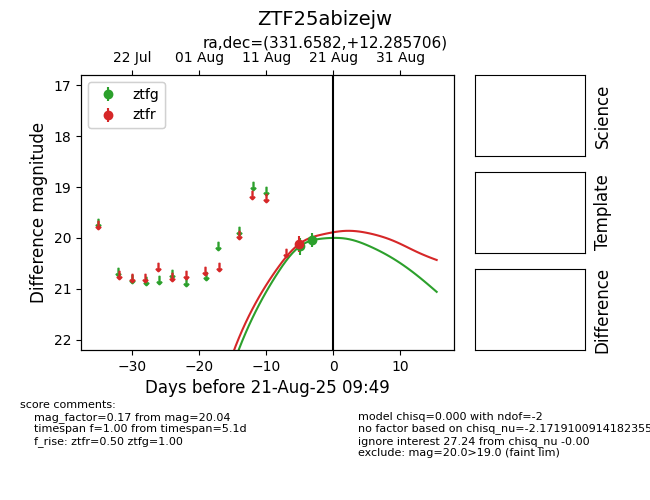 ZTF25abizejw
ra,dec=(331.6582,+12.285706)
22 Jul 01 Aug 11 Aug 21 Aug 31 Aug
ztfg
ztfr
17
18
19
20
21
22
Difference magnitude
−30 −20 −10 0 10
Days before 21-Aug-25 09:49
Science
Template
Difference
score comments:
mag_factor=0.17 from mag=20.04
timespan f=1.00 from timespan=5.1d
f_rise: ztfr=0.50 ztfg=1.00
model chisq=0.000 with ndof=-2
no factor based on chisq_nu=-2.1719100914182355
ignore interest 27.24 from chisq_nu -0.00
exclude: mag=20.0>19.0 (faint lim)